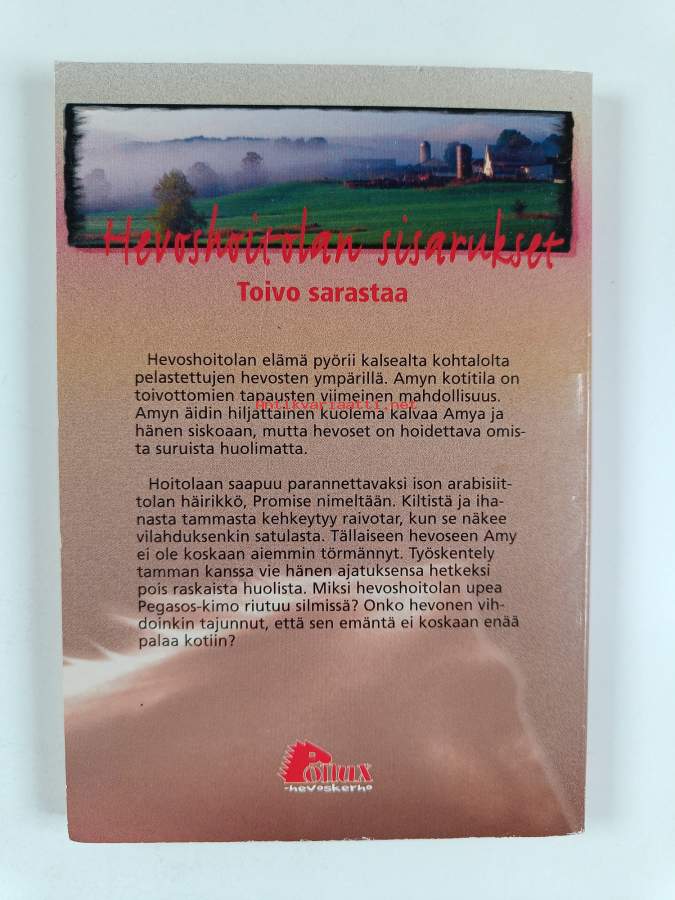 Hevoshoitolan sisarukset
Toivo sarastaa
Hevoshoitolan elämä pyörii kalsealta kohtalolta
pelastettujen hevosten ympärillä. Amyn kotitila on
toivottomien tapausten viimeinen mahdollisuus.
Antikvariaatti.net
Amyn äidin hiljattainen kuolema kalvaa Amya ja
hänen siskoaan, mutta hevoset on hoidettava omis-
ta suruista huolimatta.
Hoitolaan saapuu parannettavaksi ison arabisiit-
tolan häirikkö, Promise nimeltään. Kiltistä ja iha-
nasta tammasta kehkeytyy raivotar, kun se näkee
vilahduksenkin satulasta. Tällaiseen hevoseen Amy
ei ole koskaan aiemmin törmännyt. Työskentely
tamman kanssa vie hänen ajatuksensa hetkeksi
pois raskaista huolista. Miksi hevoshoitolan upea
Pegasos-kimo riutuu silmissä? Onko hevonen vih-
doinkin tajunnut, että sen emäntä ei koskaan enää
palaa kotiin?
Pollux
-hevoskerho